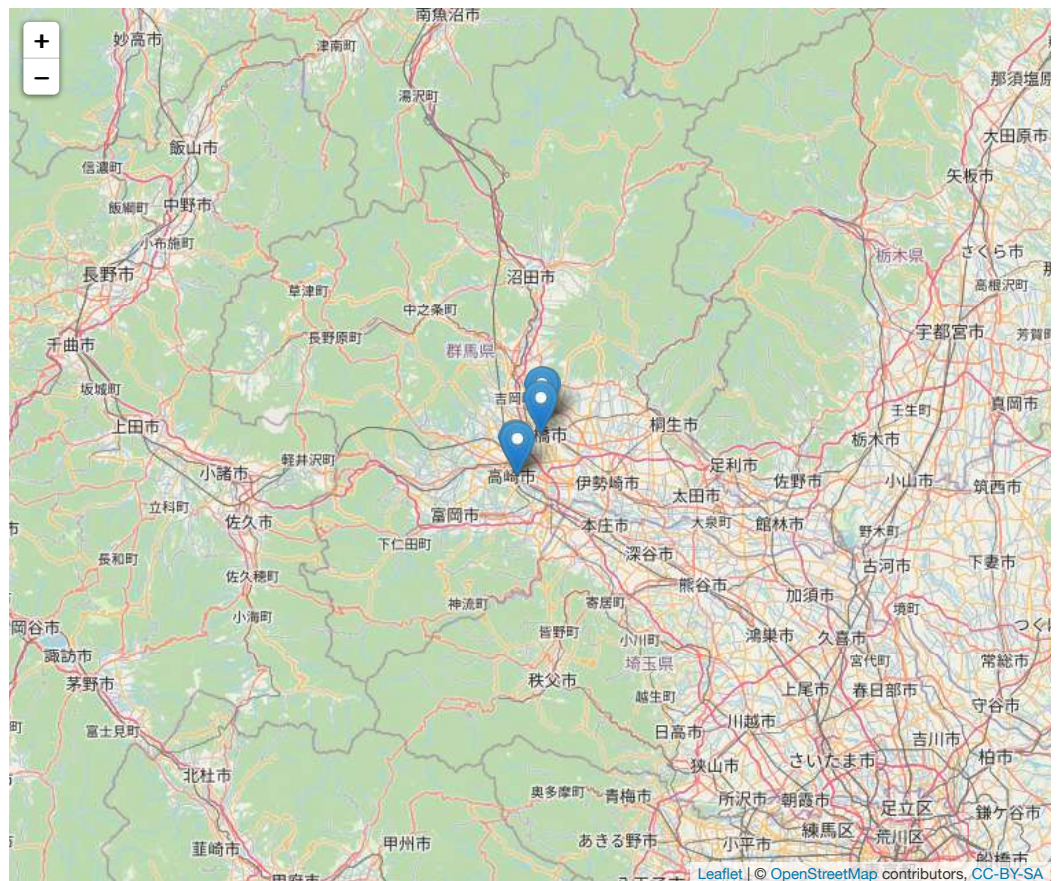 +
−
南魚沼市
妙高市
津南町
那須塩原
湯沢町
大田原市
飯山市
信濃町
矢板市
飯綱町
中野市
小布施町
栃木県
さくら市
長野市
沼田市
高根沢町
草津町
中之条町
宇都宮市
芳賀町
長野原町
千曲市
群馬県
坂城町
吉岡
真岡市
壬生町
上田市
橋市
桐生市
栃木市
軽井沢町
足利市
小諸市
高崎市
伊勢崎市
佐野市
小山市
筑西市
太田市
立科町
佐久市
富岡市
本庄市
大泉町
館林市
野木町
下仁田町
長和町
深谷市
古河市
下妻市
佐久穂町
熊谷市
加須市
神流町
寄居町
境町
小海町
岡谷市
皆野町
小川町
鴻巣市
久喜市
つくば
諏訪市
埼玉県
宮代町
常総市
茅野市
秩父市
越生町
上尾市
春日部市
守谷市
富士見町
日高市
川越市
吉川市
北杜市
狭山市
さいたま市
柏市
奥多摩町
青梅市
所沢市
朝霞市
足立区
鎌ケ谷市
韮崎市
甲州市
あきる野市
小平市
練馬区
荒川区
船橋市
Leaflet | © OpenStreetMap contributors, CC-BY-SA